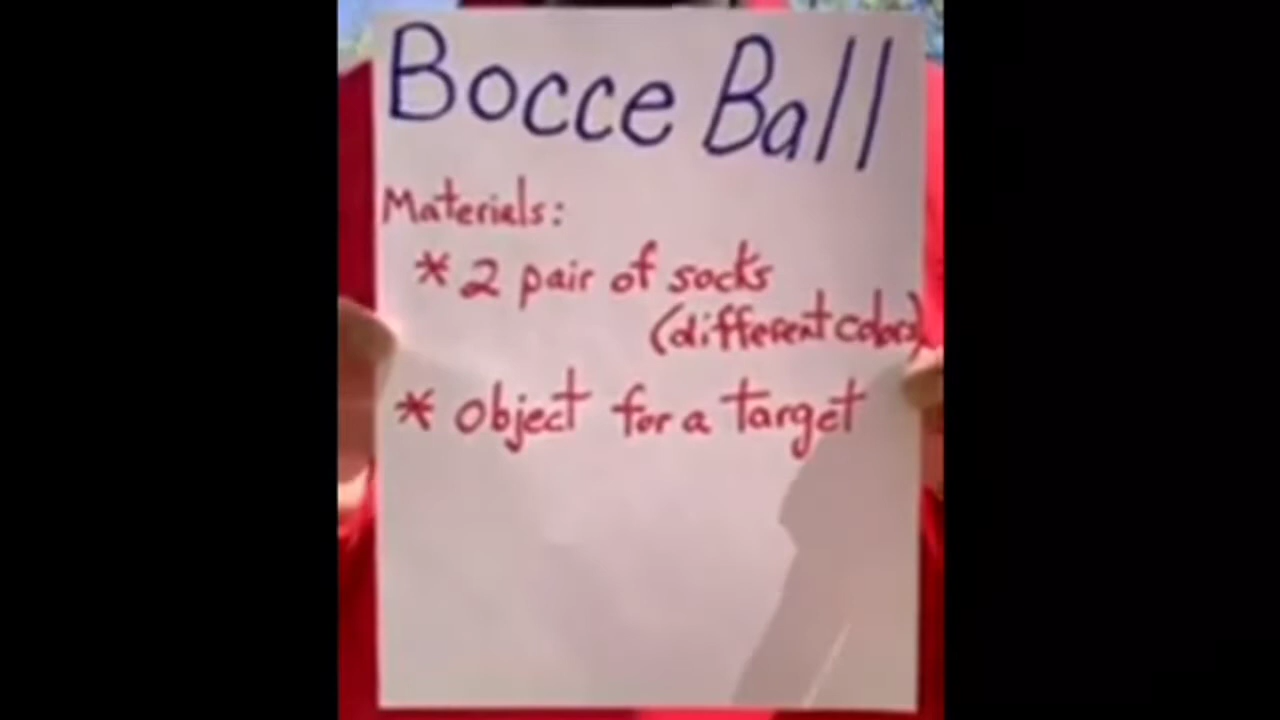 Bocce Ball
Materials:
* 2 pair of socks
(different colors)
* object for a target